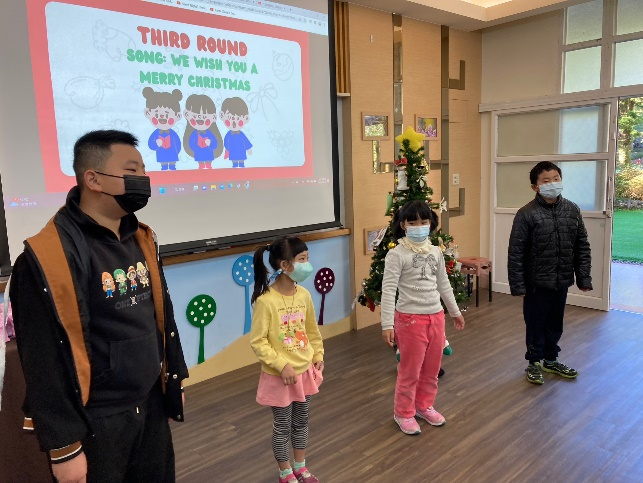 THIRD ROUND
SONG: WE WISH YOU A
MERRY CHRISTMAS